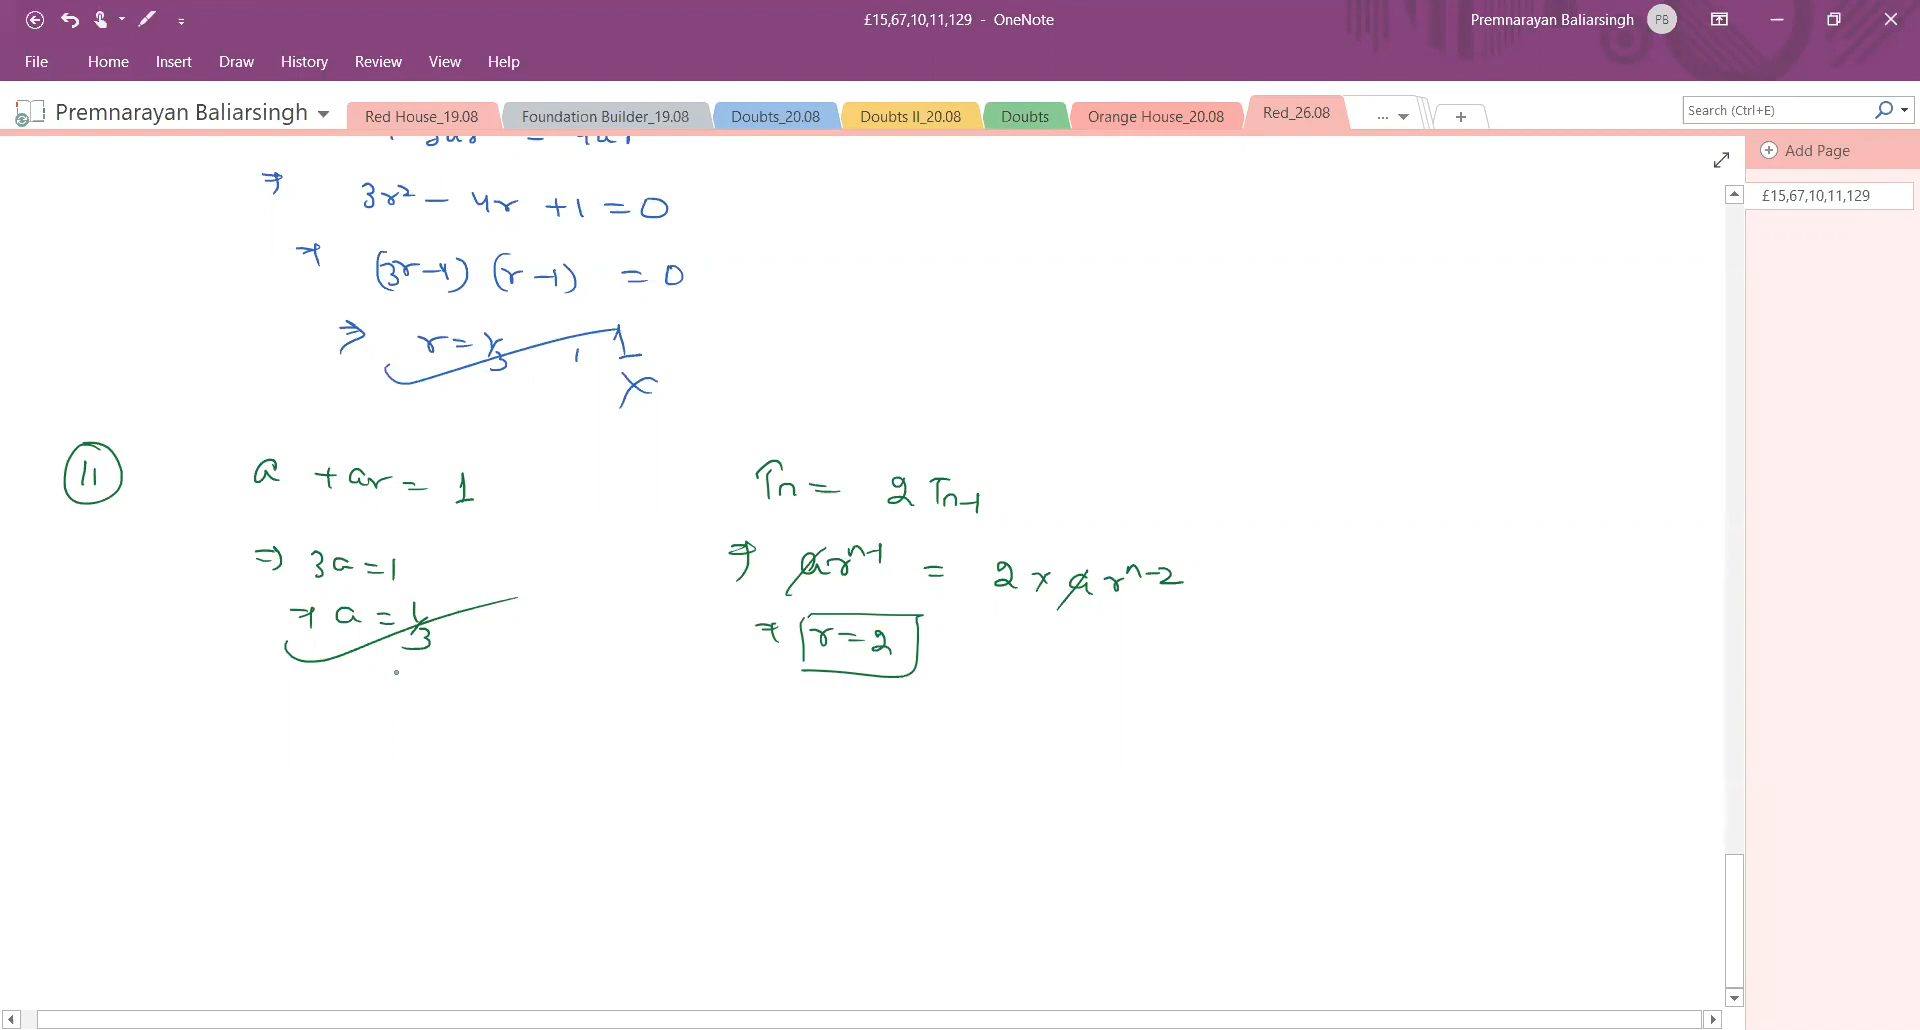 £15,67,10,11,129 - OneNote
Premnarayan Baliarsingh PB
File Home Insert Draw History Review View Help
Premnarayan Baliarsingh
Red House_19.08 Foundation Builder_19.08 Doubts_20.08 Doubts II_20.08 Doubts Orange House_20.08 Red_26.08 ... +
Search (Ctrl+E)
Add Page
£15,67,10,11,129
⇒ 3r² - 4r + 1 = 0
⇒ (3r-1) (r-1) = 0
⇒ r = 1/3 , 1
×
11 a + ar = 1
⇒ 3a = 1
⇒ a = 1/3
Tn = 2 Tn-1
⇒ ar^n-1 = 2 × ar^n-2
⇒ r = 2